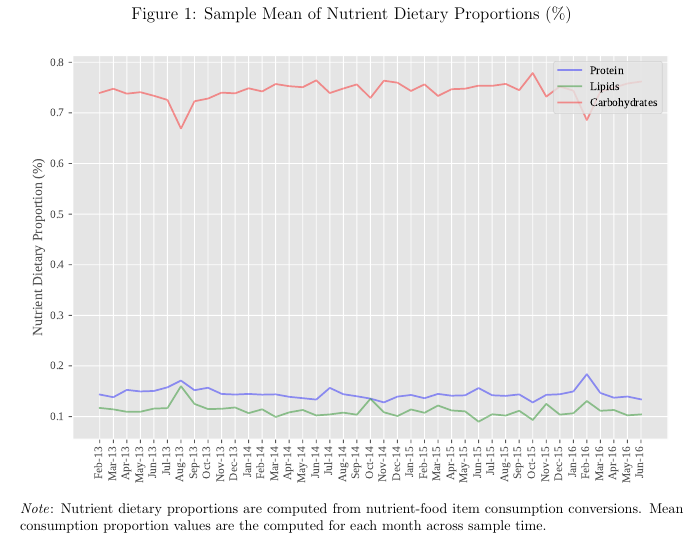 Figure 1: Sample Mean of Nutrient Dietary Proportions (%)
Protein
Lipids
Carbohydrates
Nutrient Dietary Proportion (%)
0.8
0.7
0.6
0.5
0.4
0.3
0.2
0.1
Feb-13
Mar-13
Apr-13
May-13
Jun-13
Jul-13
Aug-13
Sep-13
Oct-13
Nov-13
Dec-13
Jan-14
Feb-14
Mar-14
Apr-14
May-14
Jun-14
Jul-14
Aug-14
Sep-14
Oct-14
Nov-14
Dec-14
Jan-15
Feb-15
Mar-15
Apr-15
May-15
Jun-15
Jul-15
Aug-15
Sep-15
Oct-15
Nov-15
Dec-15
Jan-16
Feb-16
Mar-16
Apr-16
May-16
Jun-16
Note: Nutrient dietary proportions are computed from nutrient-food item consumption conversions. Mean
consumption proportion values are the computed for each month across sample time.